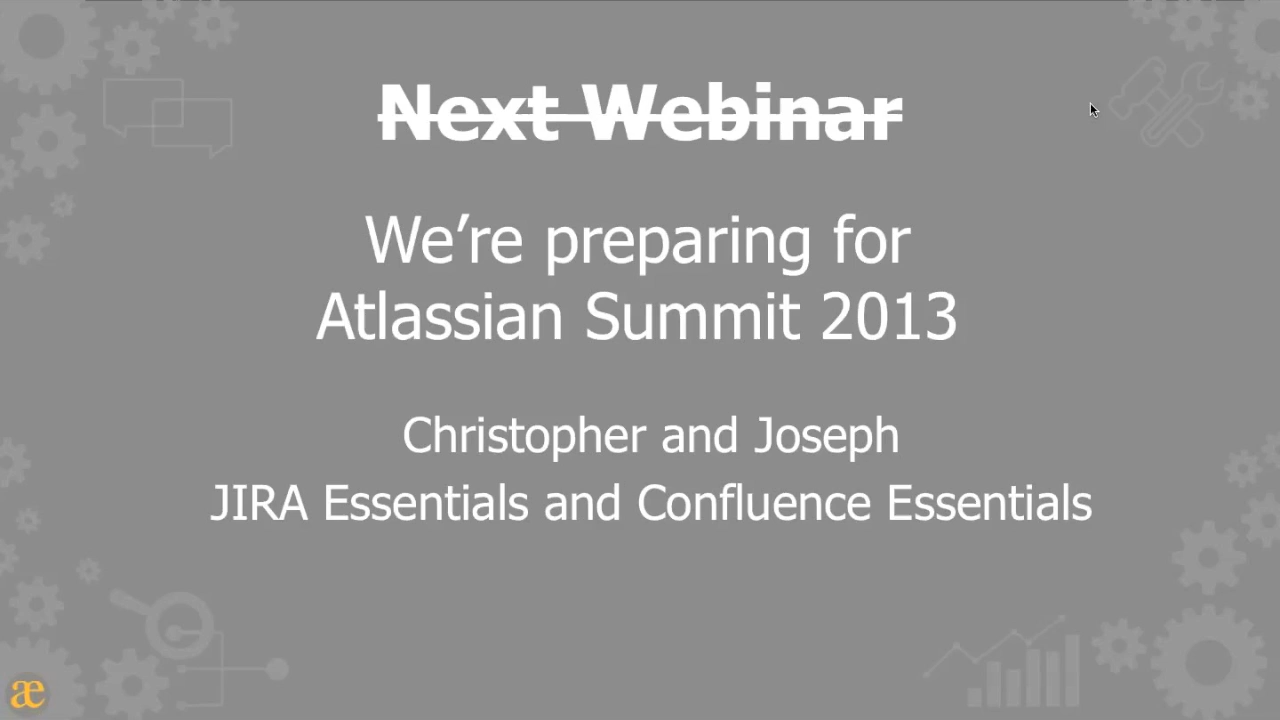 Next Webinar
We’re preparing for
Atlassian Summit 2013
Christopher and Joseph
JIRA Essentials and Confluence Essentials
æ